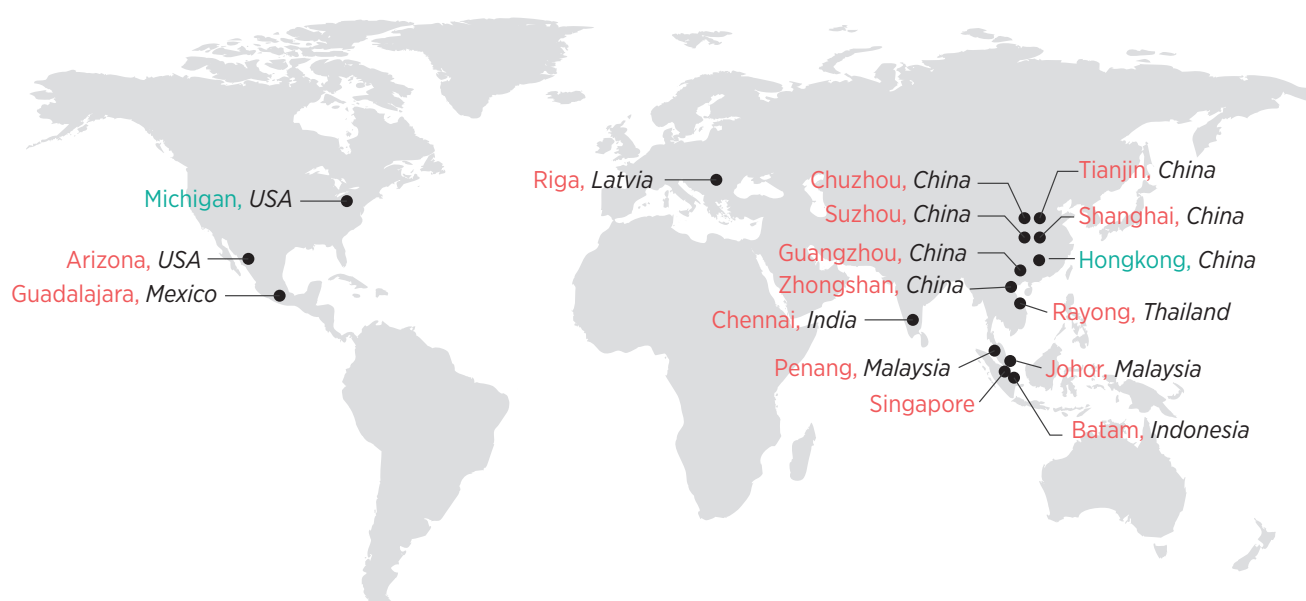 Michigan, USA
Arizona, USA
Guadalajara, Mexico
Riga, Latvia
Chuzhou, China
Suzhou, China
Guangzhou, China
Zhongshan, China
Chennai, India
Penang, Malaysia
Singapore
Tianjin, China
Shanghai, China
Hongkong, China
Rayong, Thailand
Johor, Malaysia
Batam, Indonesia